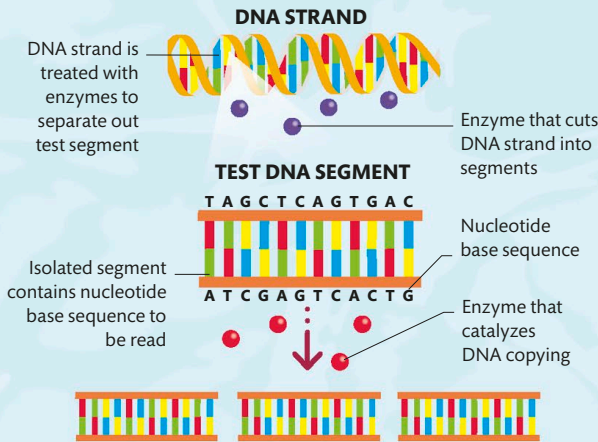 DNA STRAND
DNA strand is
treated with
enzymes to
separate out
test segment
Enzyme that cuts
DNA strand into
segments
TEST DNA SEGMENT
T A G C T C A G T G A C
Nucleotide
base sequence
Isolated segment
contains nucleotide
base sequence to
be read
A T C G A G T C A C T G
Enzyme that
catalyzes
DNA copying